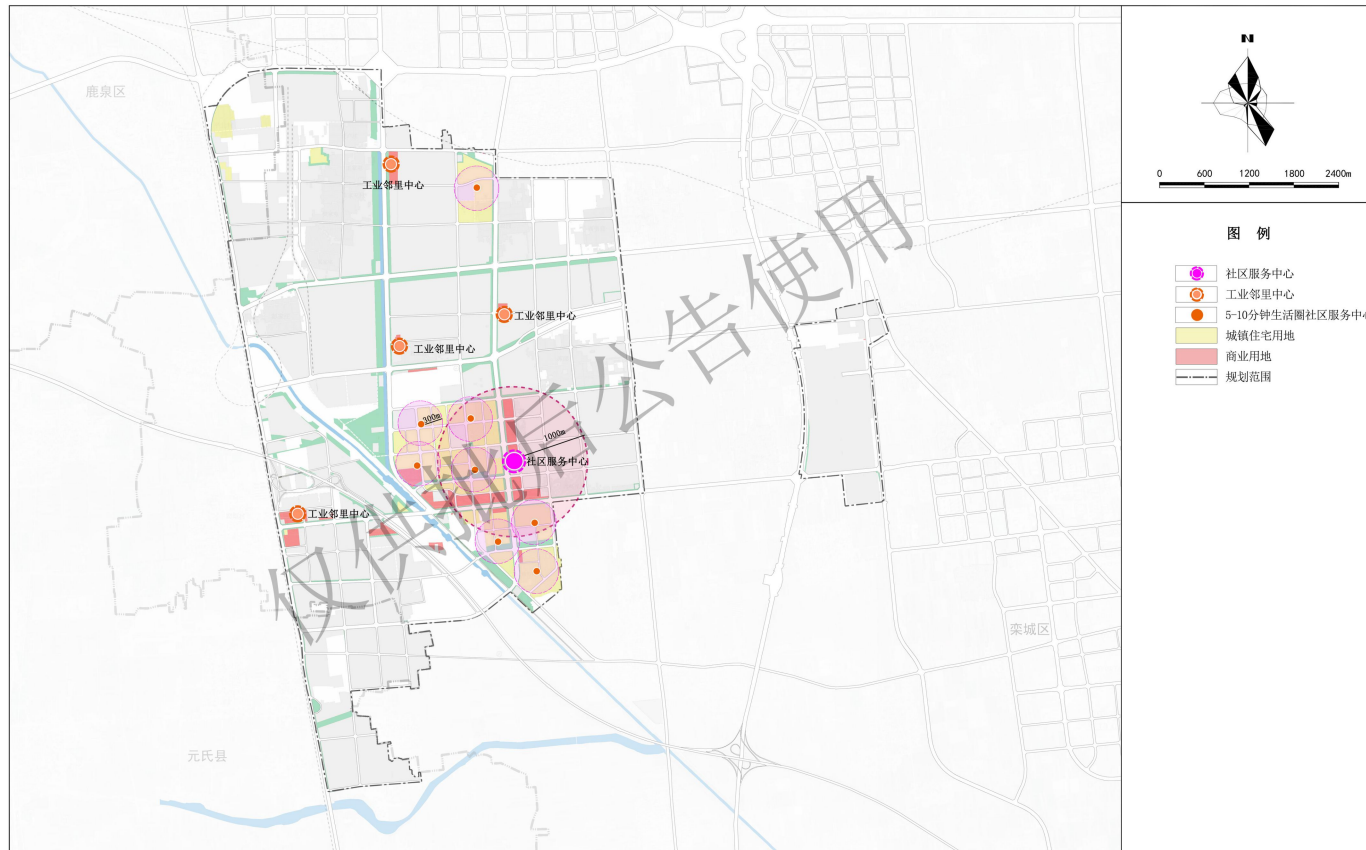 鹿泉区
工业邻里中心
工业邻里中心
工业邻里中心
300m
1000m
社区服务中心
工业邻里中心
栾城区
元氏县
仅供批后公告使用
N
0 600 1200 1800 2400m
图 例
社区服务中心
工业邻里中心
5-10分钟生活圈社区服务中心
城镇住宅用地
商业用地
规划范围